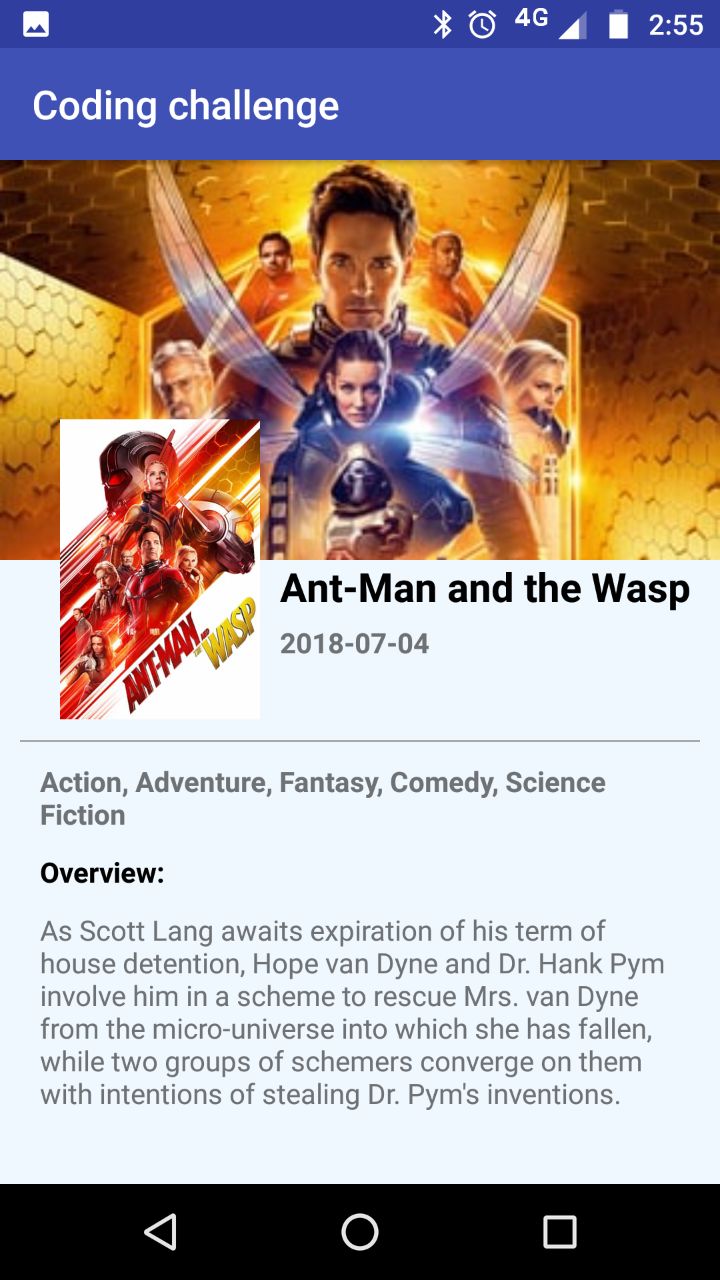 4G 2:55
Coding challenge
ANT-MAN AND THE WASP
Ant-Man and the Wasp
2018-07-04
Action, Adventure, Fantasy, Comedy, Science
Fiction
Overview:
As Scott Lang awaits expiration of his term of
house detention, Hope van Dyne and Dr. Hank Pym
involve him in a scheme to rescue Mrs. van Dyne
from the micro-universe into which she has fallen,
while two groups of schemers converge on them
with intentions of stealing Dr. Pym's inventions.